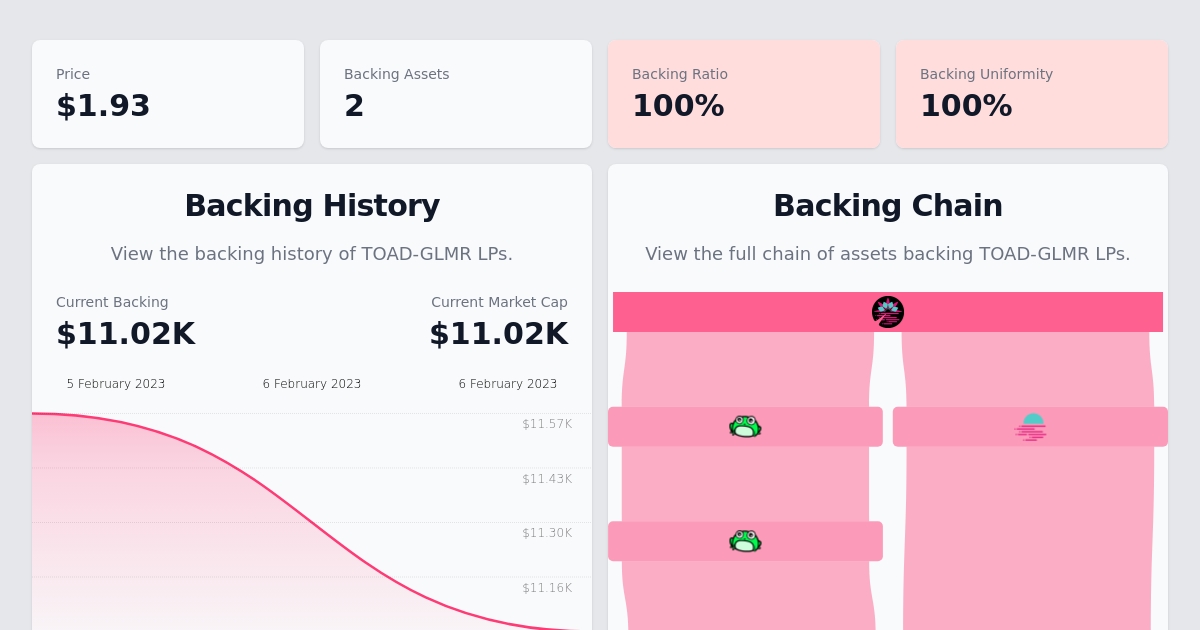 Price
$1.93
Backing Assets
2
Backing Ratio
100%
Backing Uniformity
100%
Backing History
View the backing history of TOAD-GLMR LPs.
Current Backing
$11.02K
Current Market Cap
$11.02K
5 February 2023
6 February 2023
6 February 2023
$11.57K
$11.43K
$11.30K
$11.16K
Backing Chain
View the full chain of assets backing TOAD-GLMR LPs.